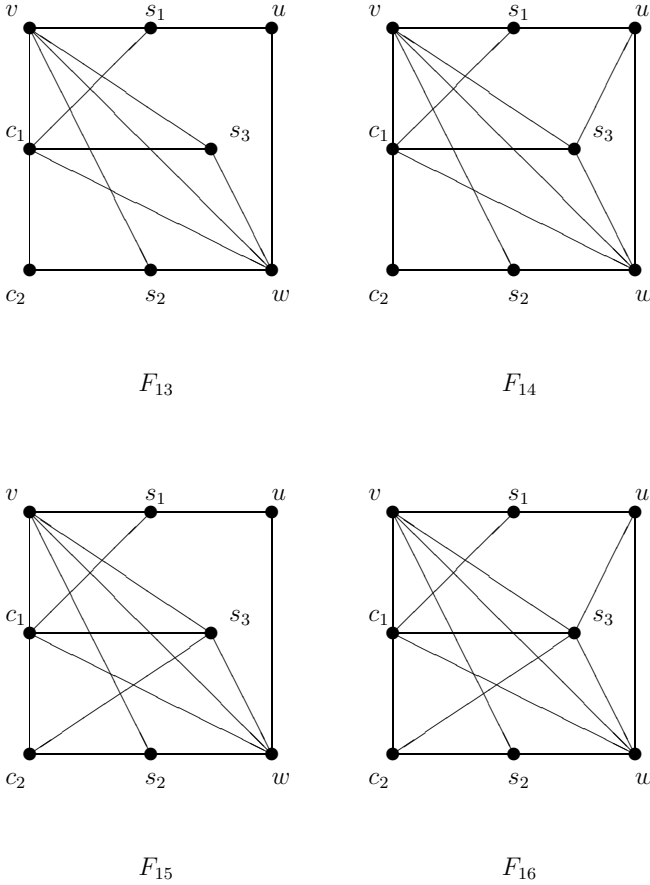 v s₁ u v s₁ u
c₁ s₃ c₁ s₃
c₂ s₂ w c₂ s₂ w
F₁₃ F₁₄
v s₁ u v s₁ u
c₁ s₃ c₁ s₃
c₂ s₂ w c₂ s₂ w
F₁₅ F₁₆